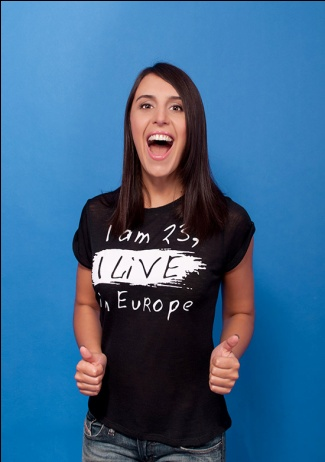 I am 23,
I LiVE
in EUROPE